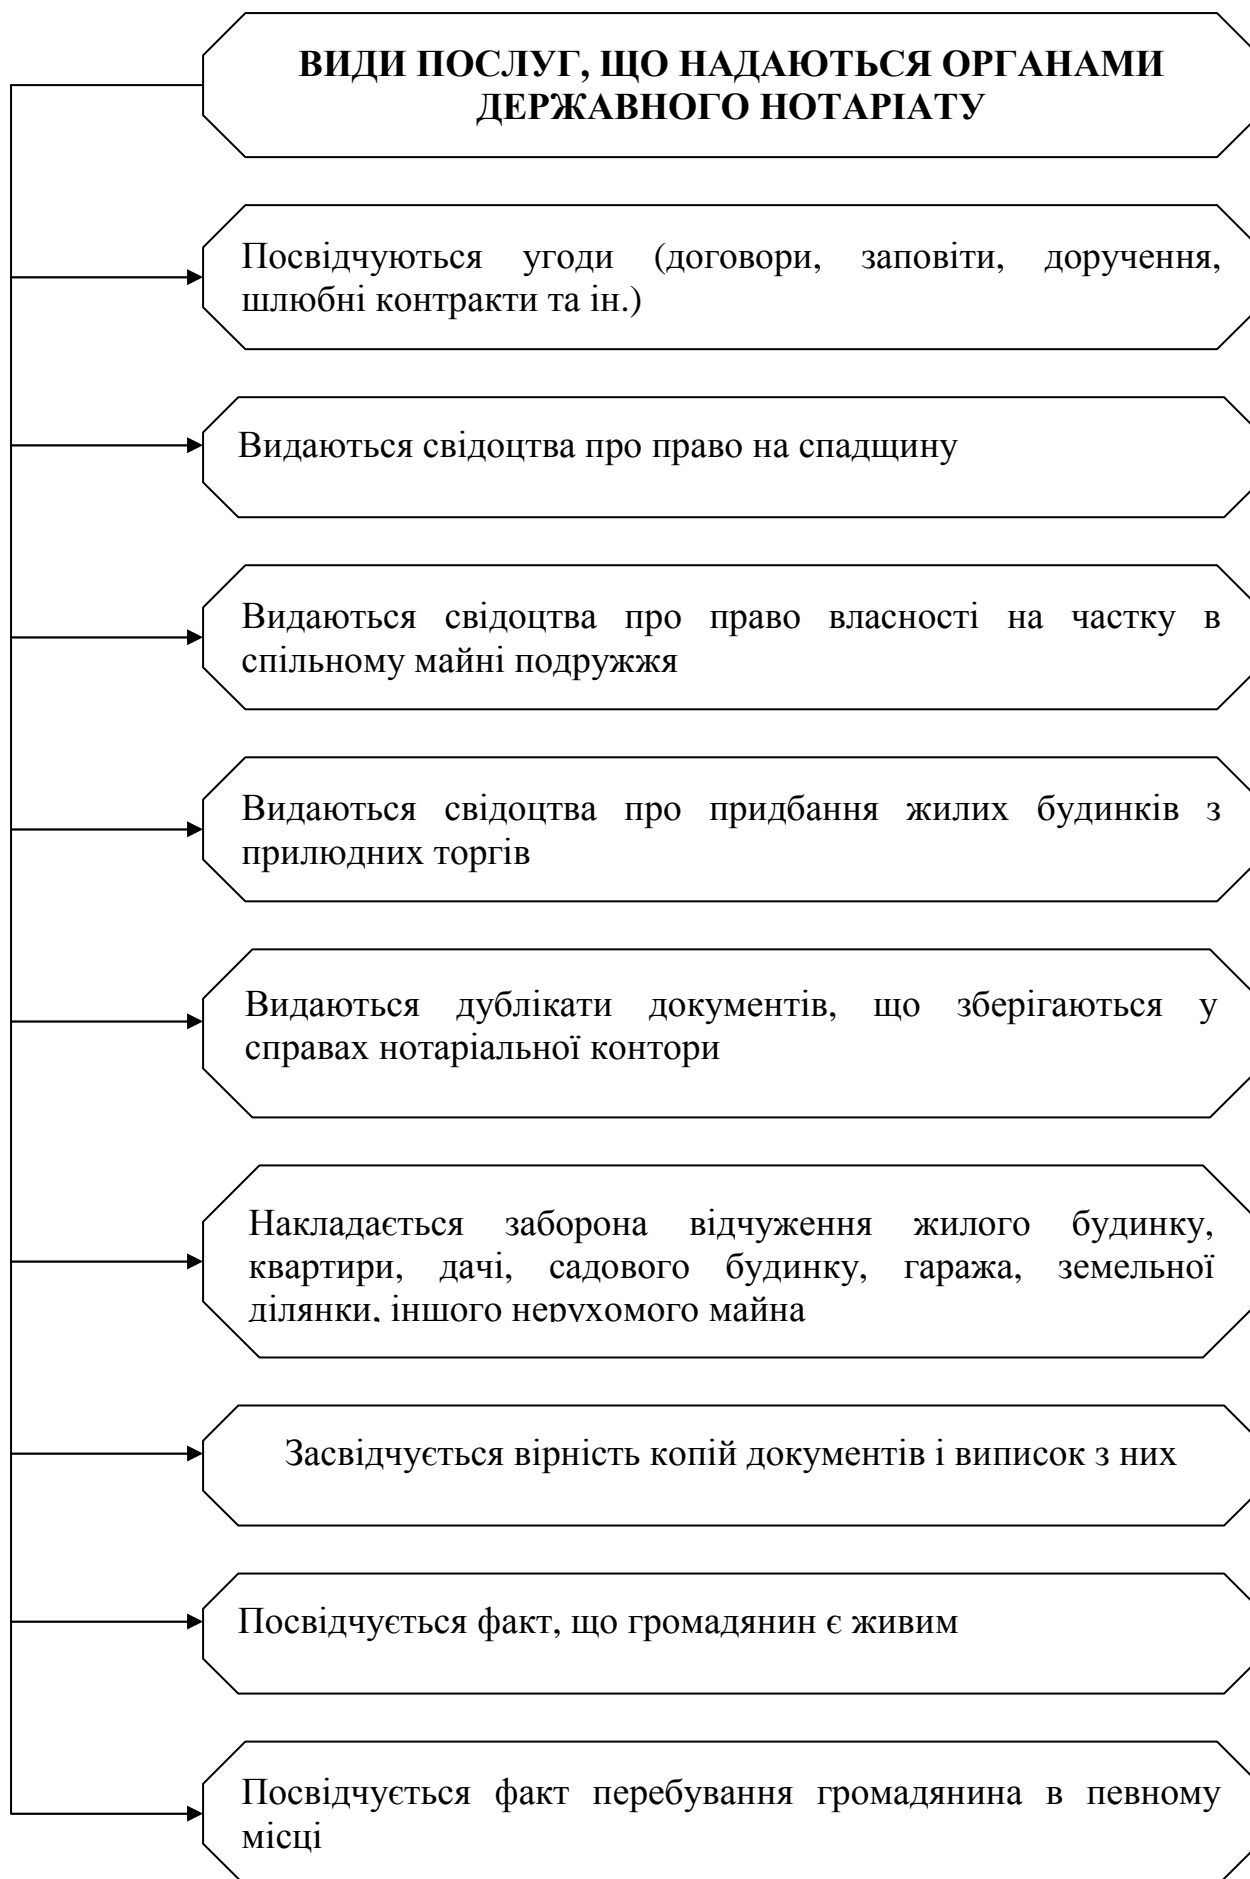 ВИДИ ПОСЛУГ, ЩО НАДАЮТЬСЯ ОРГАНАМИ
ДЕРЖАВНОГО НОТАРІАТУ
Посвідчуються угоди (договори, заповіти, доручення,
шлюбні контракти та ін.)
Видаються свідоцтва про право на спадщину
Видаються свідоцтва про право власності на частку в
спільному майні подружжя
Видаються свідоцтва про придбання жилих будинків з
прилюдних торгів
Видаються дублікати документів, що зберігаються у
справах нотаріальної контори
Накладається заборона відчуження жилого будинку,
квартири, дачі, садового будинку, гаража, земельної
ділянки, іншого нерухомого майна
Засвідчується вірність копій документів і виписок з них
Посвідчується факт, що громадянин є живим
Посвідчується факт перебування громадянина в певному
місці